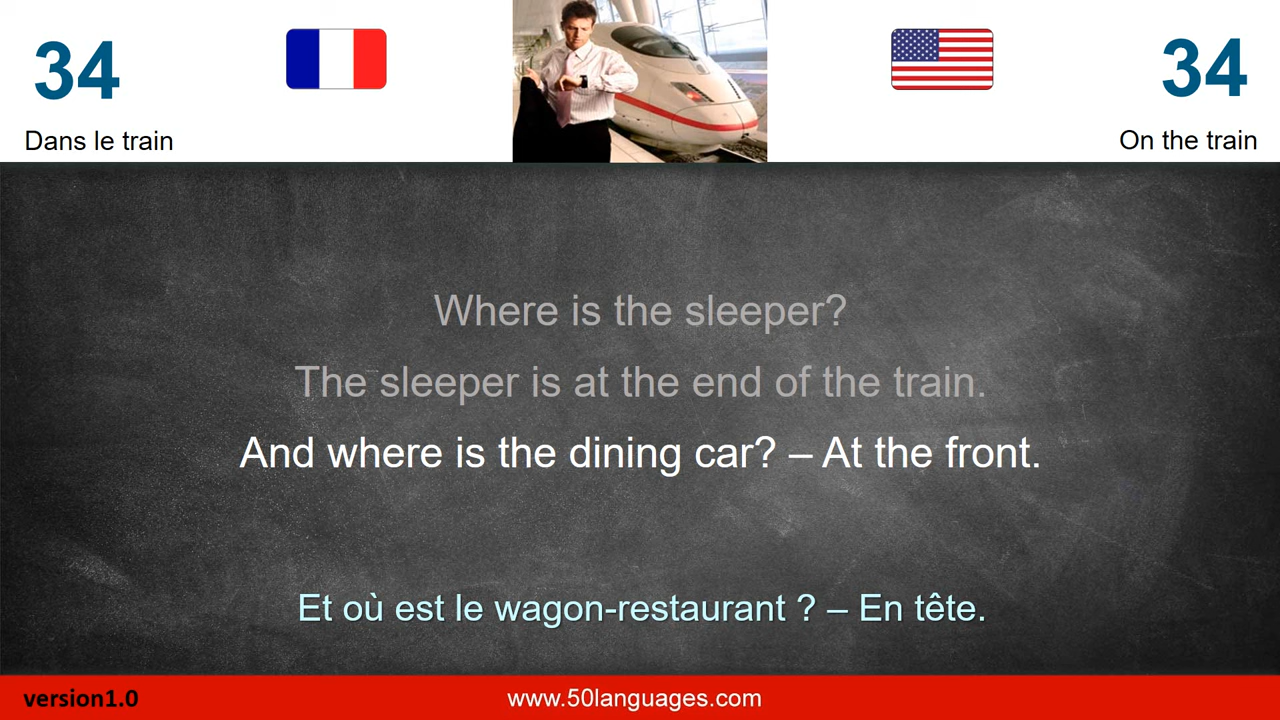 34
34
Dans le train
On the train
Where is the sleeper?
The sleeper is at the end of the train.
And where is the dining car? – At the front.
Et où est le wagon-restaurant ? – En tête.
version1.0
www.50languages.com